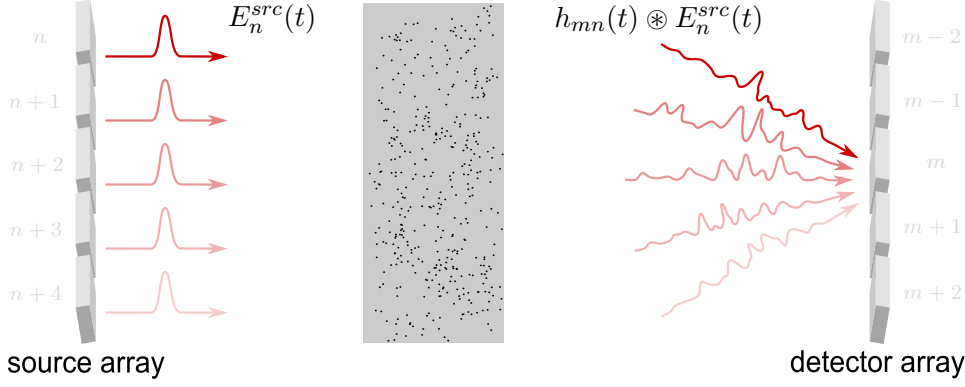 E_n^{src}(t)
h_{mn}(t) ⊛ E_n^{src}(t)
n
n + 1
n + 2
n + 3
n + 4
m − 2
m − 1
m
m + 1
m + 2
source array
detector array